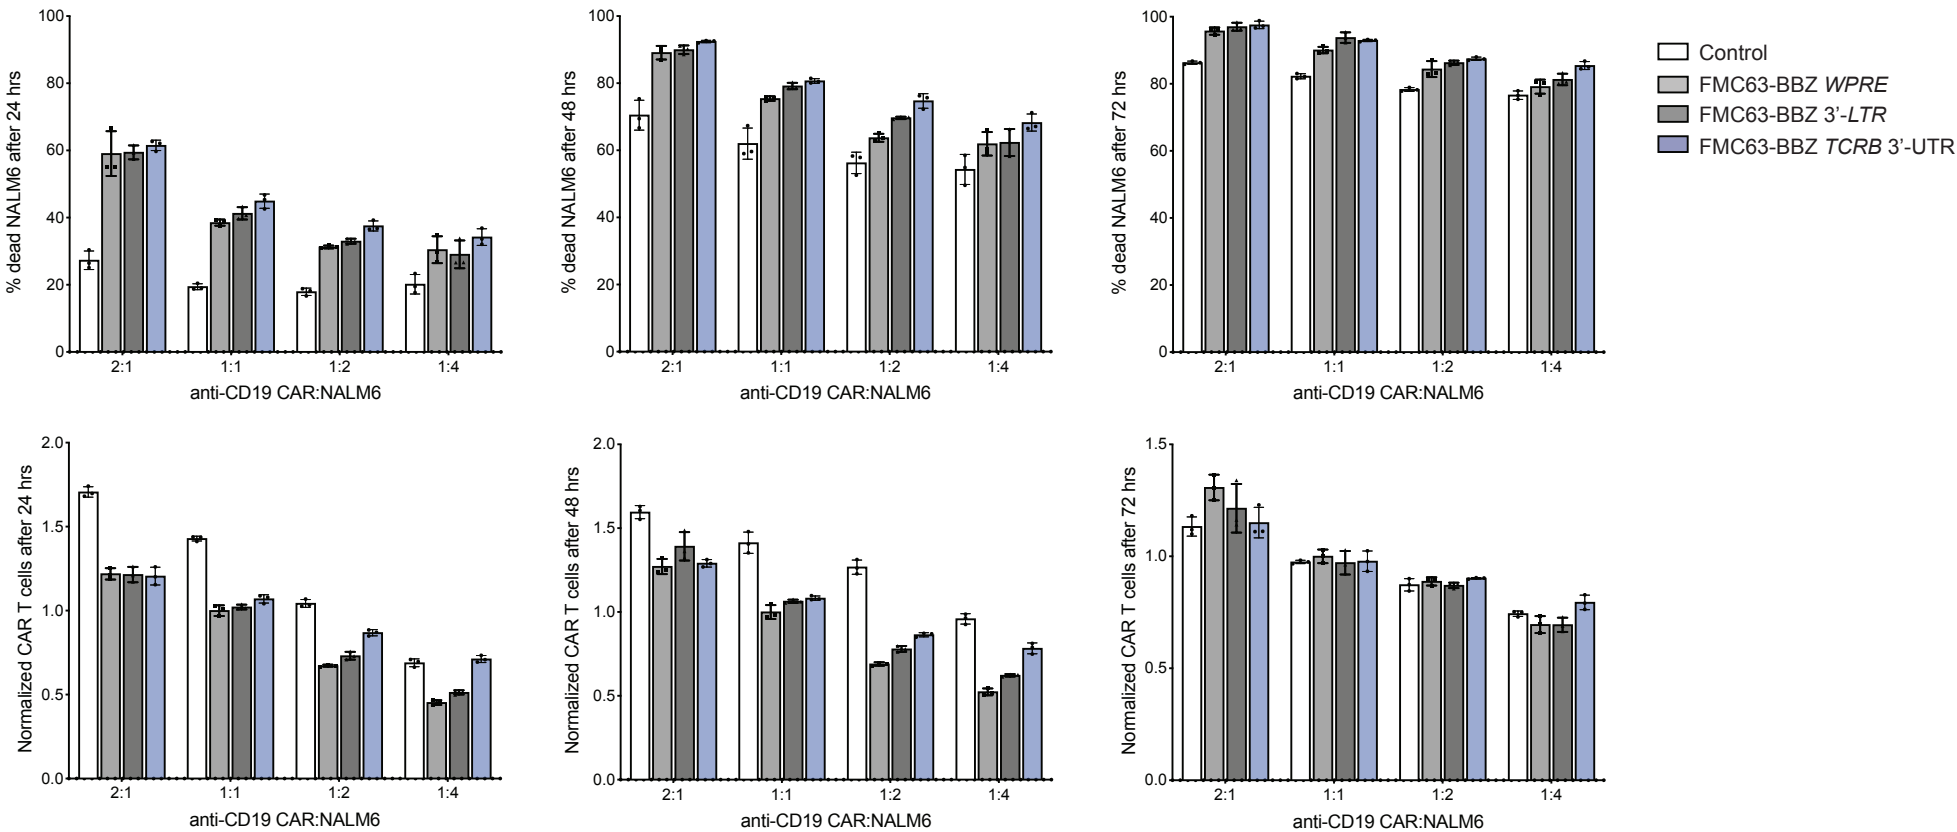 % dead NALM6 after 24 hrs
100
80
60
40
20
0
2:1 1:1 1:2 1:4
anti-CD19 CAR:NALM6
% dead NALM6 after 48 hrs
100
80
60
40
20
0
2:1 1:1 1:2 1:4
anti-CD19 CAR:NALM6
% dead NALM6 after 72 hrs
100
80
60
40
20
0
2:1 1:1 1:2 1:4
anti-CD19 CAR:NALM6
Control
FMC63-BBZ WPRE
FMC63-BBZ 3’-LTR
FMC63-BBZ TCRB 3’-UTR
Normalized CAR T cells after 24 hrs
2.0
1.5
1.0
0.5
0.0
2:1 1:1 1:2 1:4
anti-CD19 CAR:NALM6
Normalized CAR T cells after 48 hrs
2.0
1.5
1.0
0.5
0.0
2:1 1:1 1:2 1:4
anti-CD19 CAR:NALM6
Normalized CAR T cells after 72 hrs
1.5
1.0
0.5
0.0
2:1 1:1 1:2 1:4
anti-CD19 CAR:NALM6